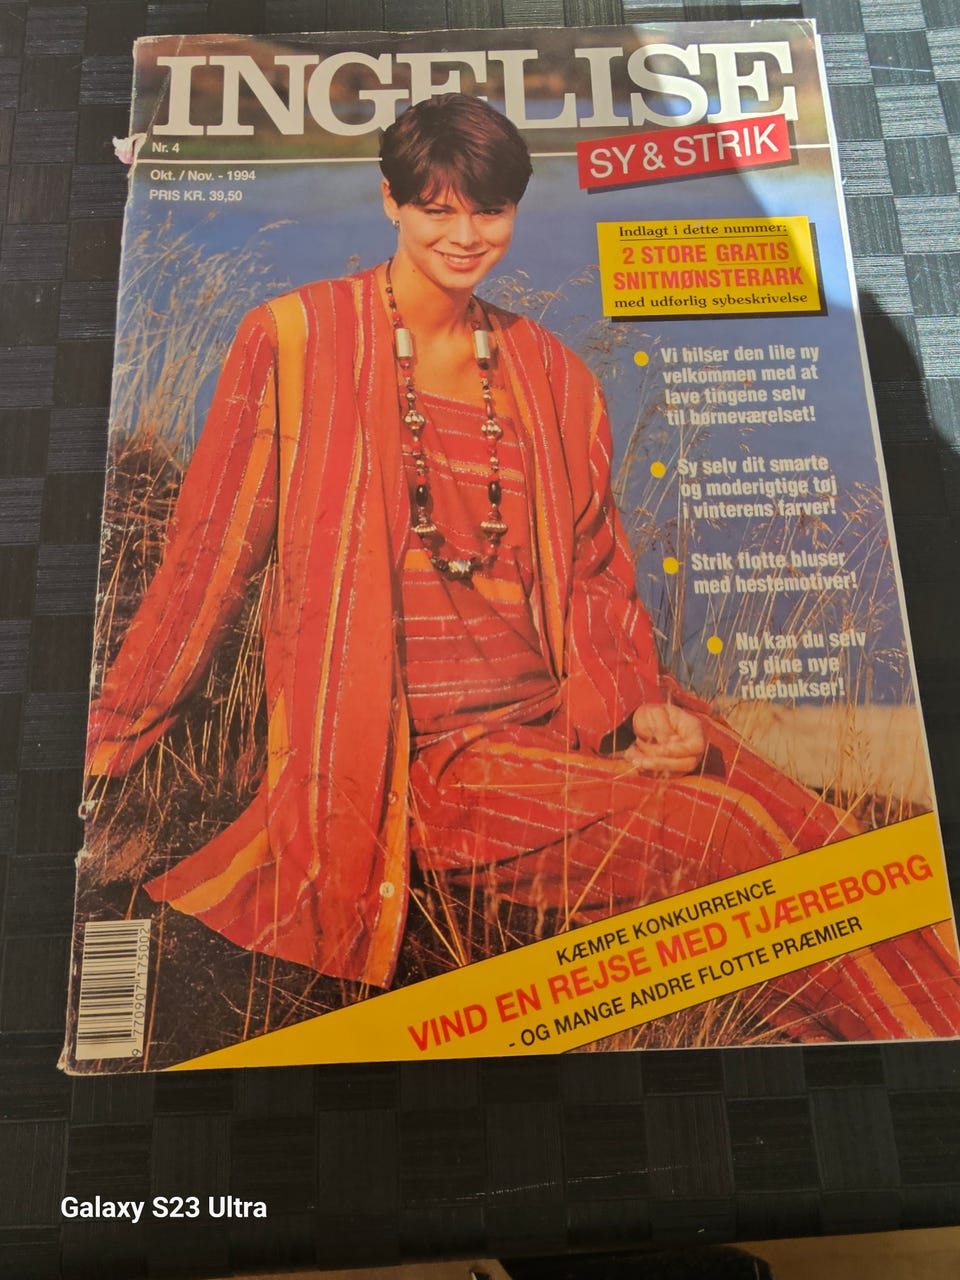 INGELISE
SY & STRIK
Nr. 4
Okt. / Nov. - 1994
PRIS KR. 39,50
Indlagt i dette nummer:
2 STORE GRATIS
SNITMØNSTERARK
med udførlig sybeskrivelse
Vi hilser den lille ny
velkommen med at
lave tingene selv
til børneværelset!
Sy selv dit smarte
og moderigtige tøj
i vinterens farver!
Strik flotte bluser
med hestemotiver!
Nu kan du selv
sy dine nye
ridebukser!
KÆMPE KONKURRENCE
VIND EN REJSE MED TJÆREBORG
- OG MANGE ANDRE FLOTTE PRÆMIER
9 770907 175002
Galaxy S23 Ultra